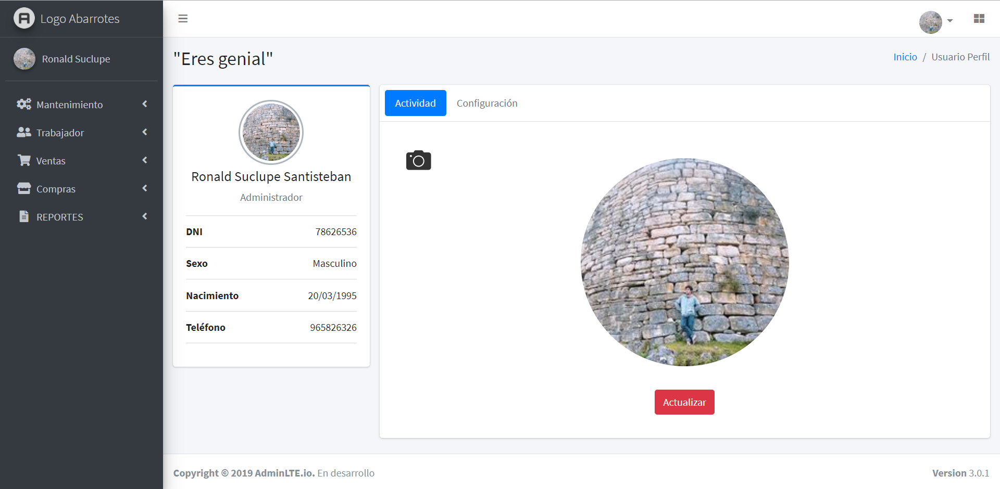 Logo Abarrotes
Ronald Suclupe
Mantenimiento
Trabajador
Ventas
Compras
REPORTES
"Eres genial"
Inicio / Usuario Perfil
Ronald Suclupe Santisteban
Administrador
DNI 78626536
Sexo Masculino
Nacimiento 20/03/1995
Teléfono 965826326
Actividad Configuración
Actualizar
Copyright © 2019 AdminLTE.io. En desarrollo
Version 3.0.1